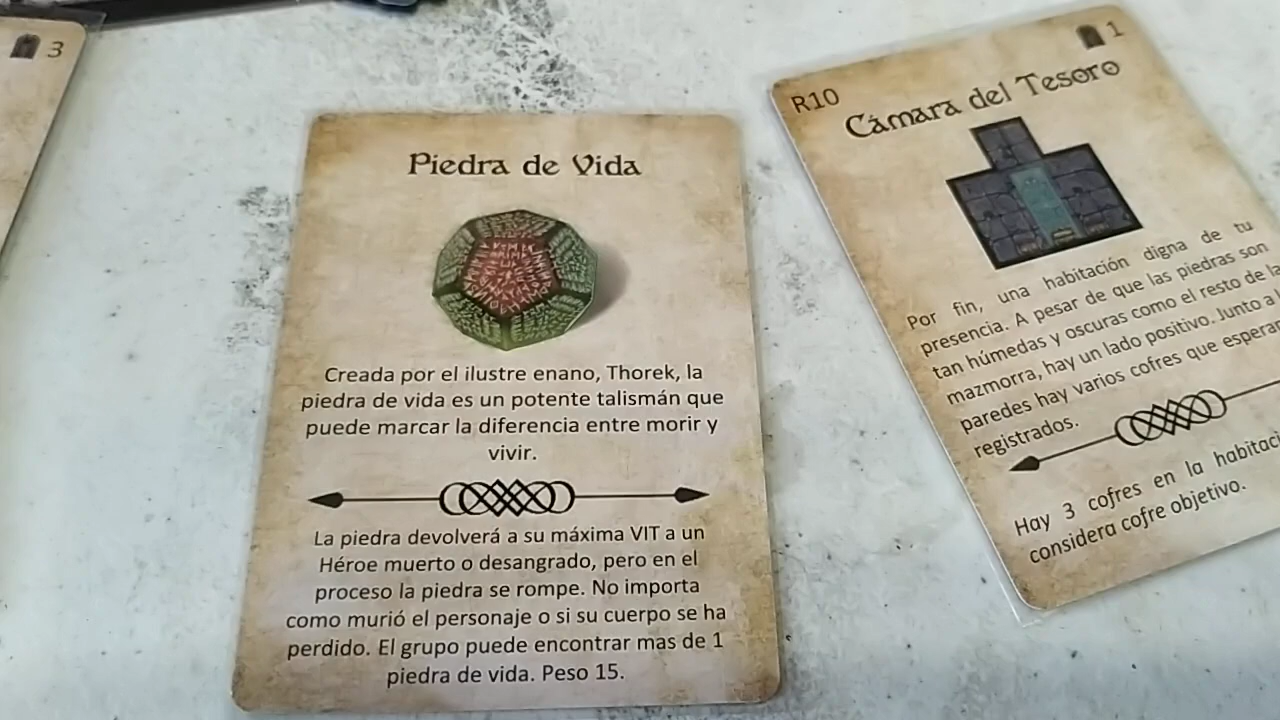 3
Piedra de Vida
Creada por el ilustre enano, Thorek, la
piedra de vida es un potente talismán que
puede marcar la diferencia entre morir y
vivir.
La piedra devolverá a su máxima VIT a un
Héroe muerto o desangrado, pero en el
proceso la piedra se rompe. No importa
como murió el personaje o si su cuerpo se ha
perdido. El grupo puede encontrar mas de 1
piedra de vida. Peso 15.
R10
1
Cámara del Tesoro
Por fin, una habitación digna de tu
presencia. A pesar de que las piedras son
tan húmedas y oscuras como el resto de la
mazmorra, hay un lado positivo. Junto a
paredes hay varios cofres que
registrados.
Hay 3 cofres en la
considera cofre objetivo.